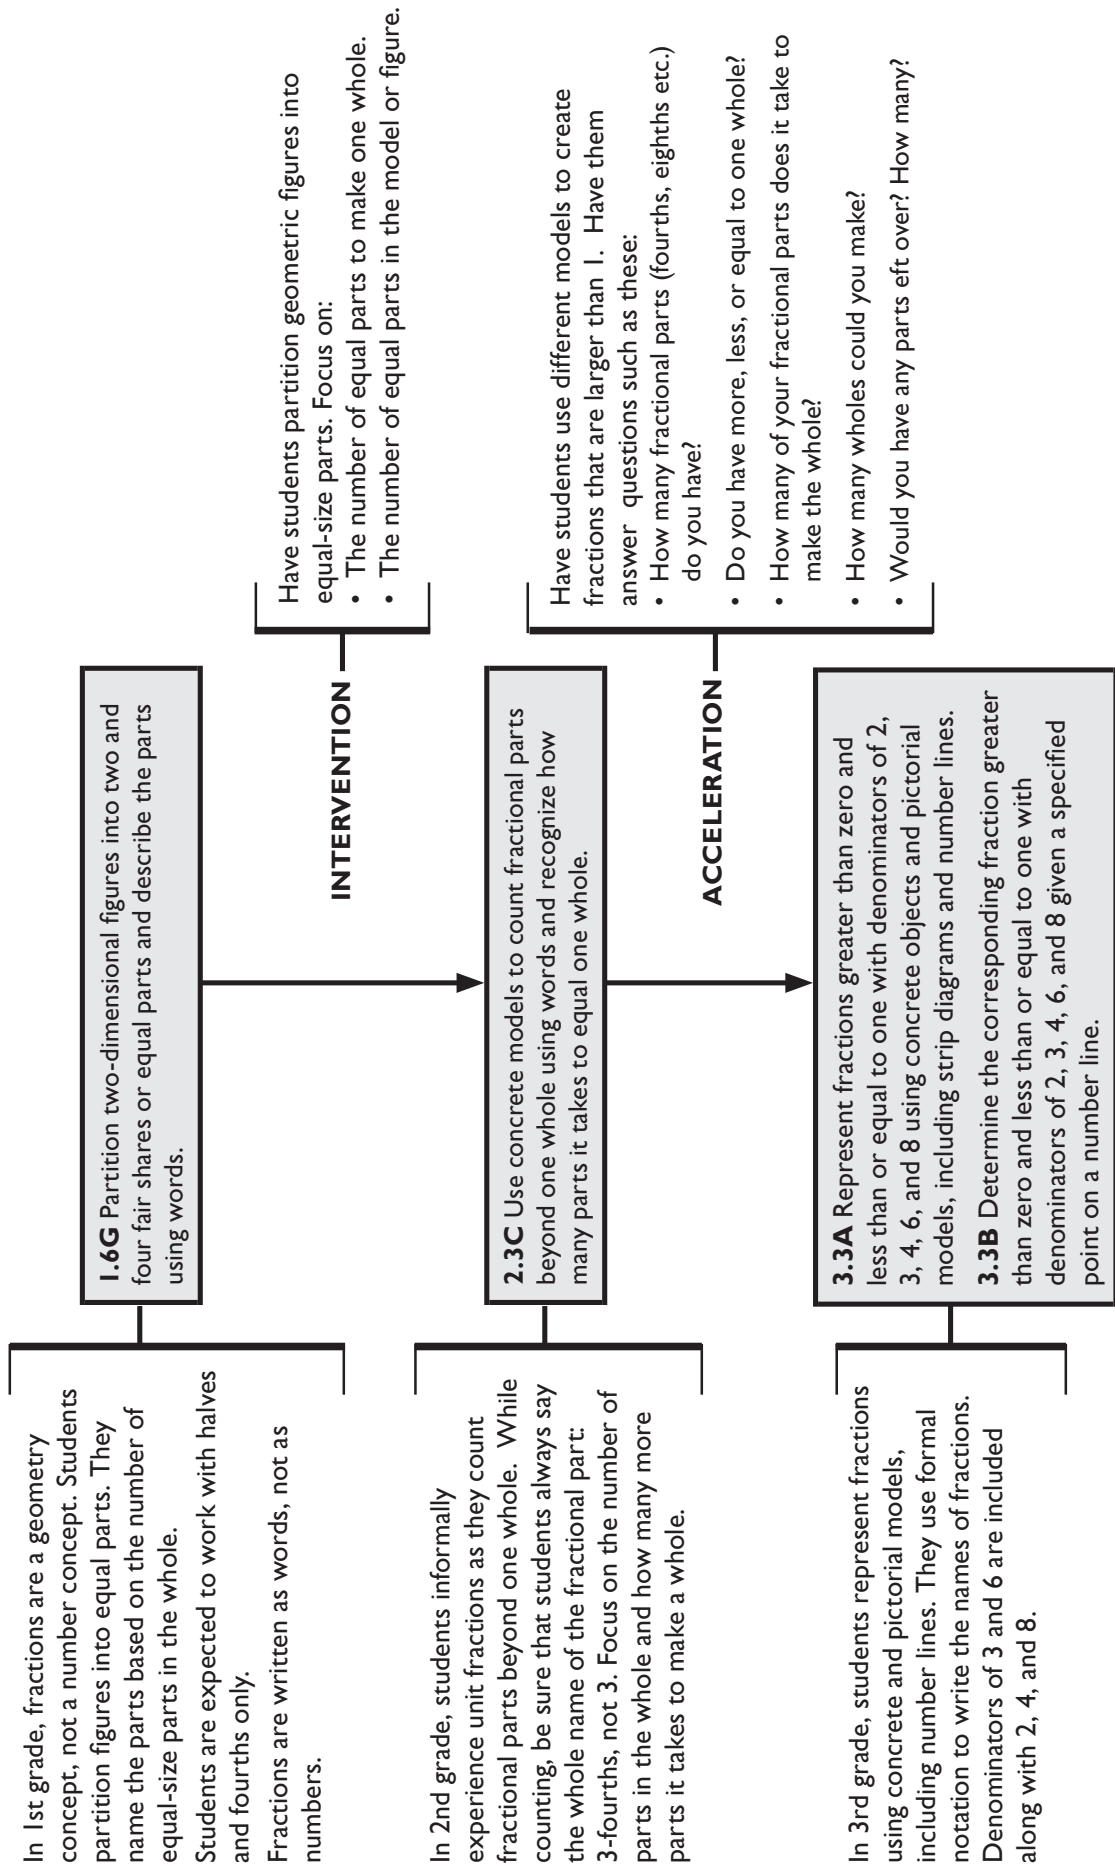 In 1st grade, fractions are a geometry
concept, not a number concept. Students
partition figures into equal parts. They
name the parts based on the number of
equal-size parts in the whole.
Students are expected to work with halves
and fourths only.
Fractions are written as words, not as
numbers.
1.6G Partition two-dimensional figures into two and
four fair shares or equal parts and describe the parts
using words.
INTERVENTION
Have students partition geometric figures into
equal-size parts. Focus on:
• The number of equal parts to make one whole.
• The number of equal parts in the model or figure.
In 2nd grade, students informally
experience unit fractions as they count
fractional parts beyond one whole. While
counting, be sure that students always say
the whole name of the fractional part:
3-fourths, not 3. Focus on the number of
parts in the whole and how many more
parts it takes to make a whole.
2.3C Use concrete models to count fractional parts
beyond one whole using words and recognize how
many parts it takes to equal one whole.
ACCELERATION
Have students use different models to create
fractions that are larger than 1. Have them
answer questions such as these:
• How many fractional parts (fourths, eighths etc.)
do you have?
• Do you have more, less, or equal to one whole?
• How many of your fractional parts does it take to
make the whole?
• How many wholes could you make?
• Would you have any parts eft over? How many?
In 3rd grade, students represent fractions
using concrete and pictorial models,
including number lines. They use formal
notation to write the names of fractions.
Denominators of 3 and 6 are included
along with 2, 4, and 8.
3.3A Represent fractions greater than zero and
less than or equal to one with denominators of 2,
3, 4, 6, and 8 using concrete objects and pictorial
models, including strip diagrams and number lines.
3.3B Determine the corresponding fraction greater
than zero and less than or equal to one with
denominators of 2, 3, 4, 6, and 8 given a specified
point on a number line.